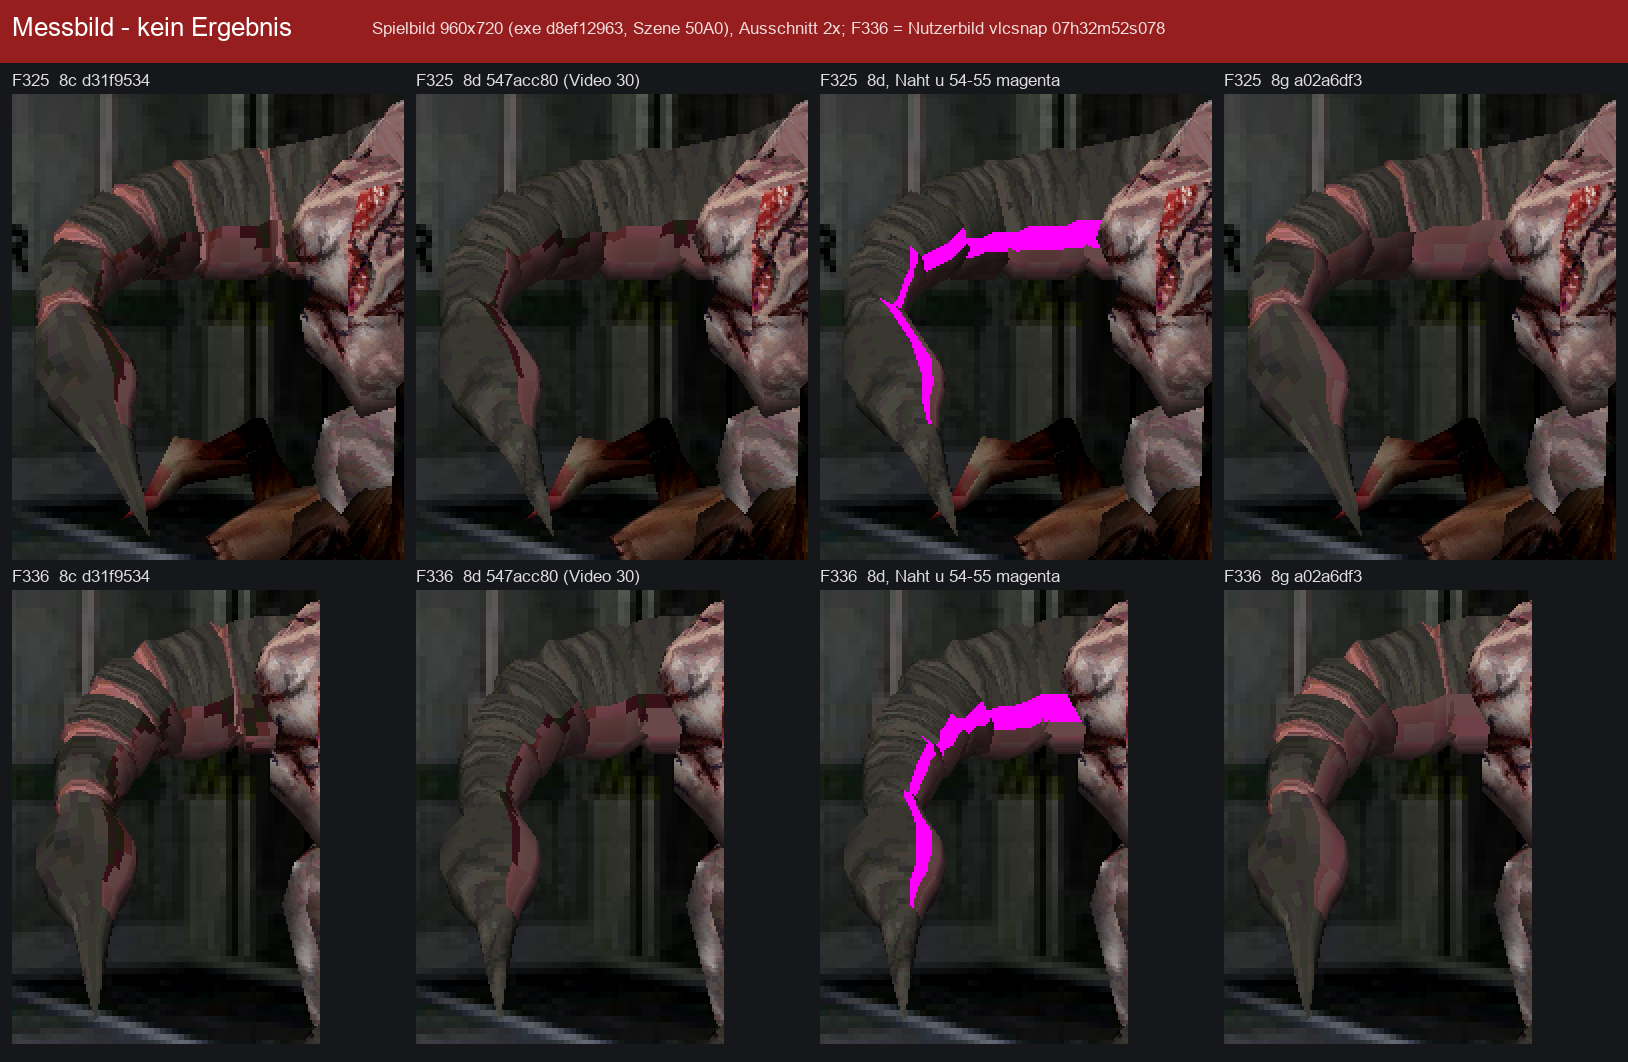 Messbild - kein Ergebnis
Spielbild 960x720 (exe d8ef12963, Szene 50A0), Ausschnitt 2x; F336 = Nutzerbild vlcsnap 07h32m52s078
F325 8c d31f9534
F325 8d 547acc80 (Video 30)
F325 8d, Naht u 54-55 magenta
F325 8g a02a6df3
F336 8c d31f9534
F336 8d 547acc80 (Video 30)
F336 8d, Naht u 54-55 magenta
F336 8g a02a6df3